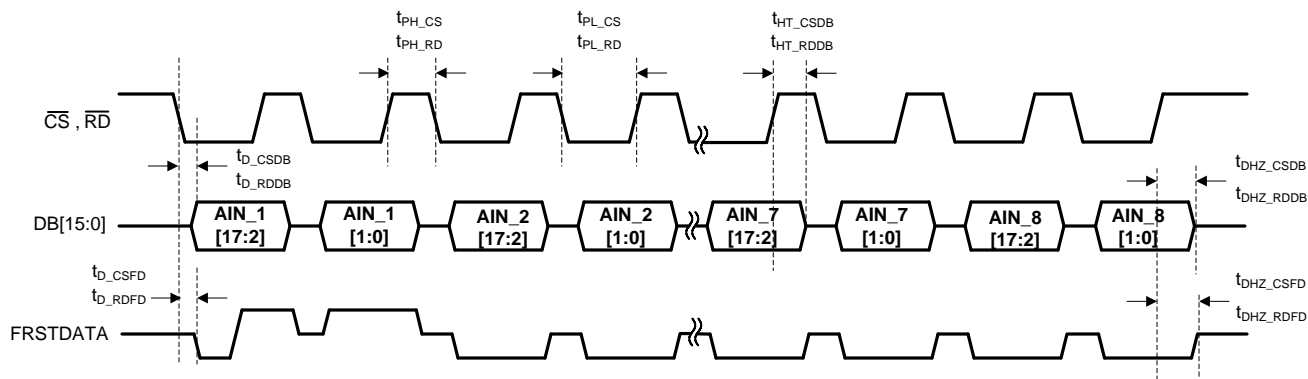 tPH_CS
tPH_RD
tPL_CS
tPL_RD
tHT_CSDB
tHT_RDDB
CS , RD
tD_CSDB
tD_RDDB
tDHZ_CSDB
tDHZ_RDDB
DB[15:0]
AIN_1 [17:2]
AIN_1 [1:0]
AIN_2 [17:2]
AIN_2 [1:0]
AIN_7 [17:2]
AIN_7 [1:0]
AIN_8 [17:2]
AIN_8 [1:0]
tD_CSFD
tD_RDFD
tDHZ_CSFD
tDHZ_RDFD
FRSTDATA